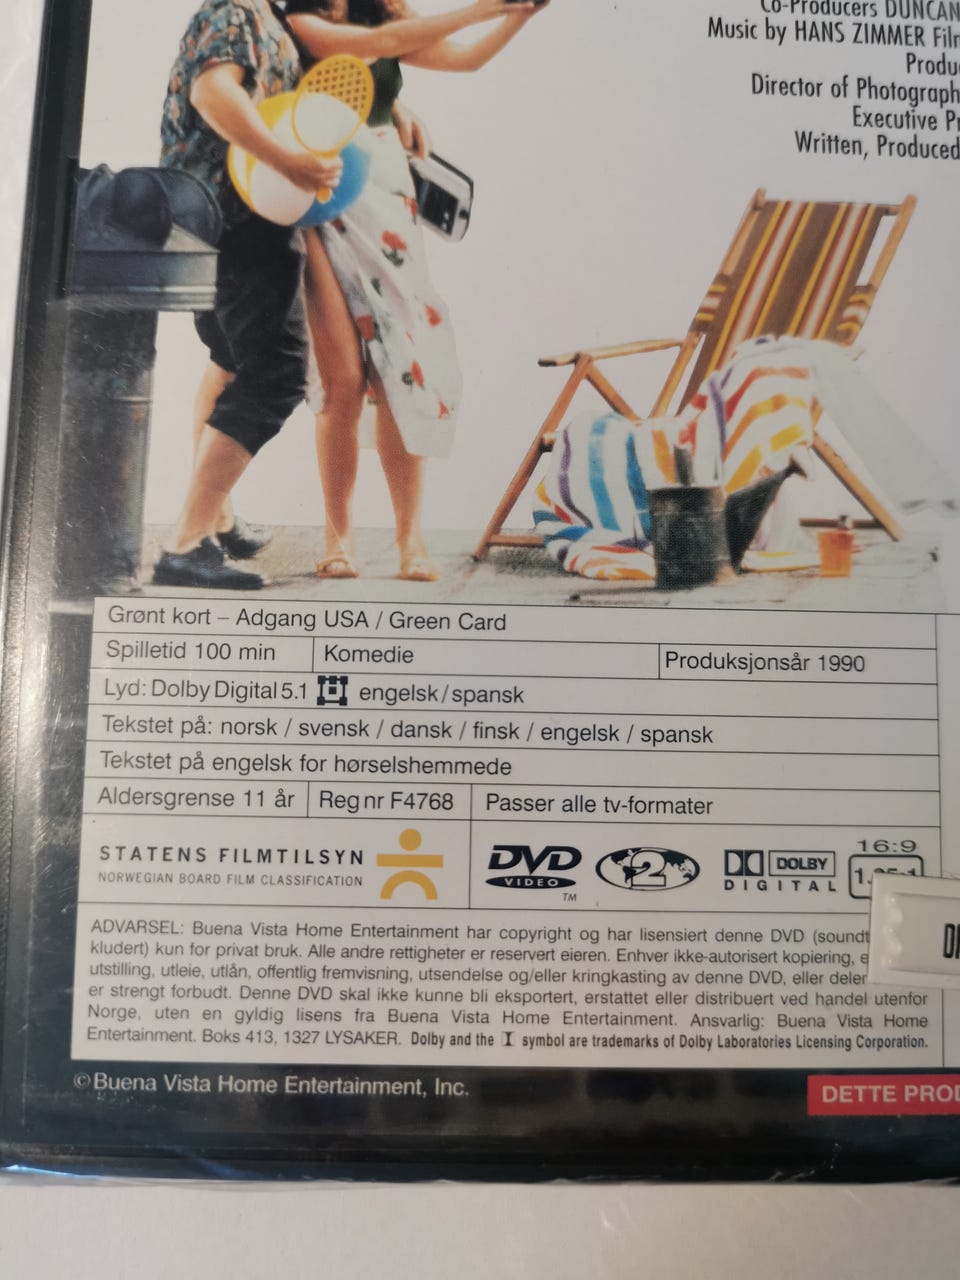 Co-Producers DUNCAN
Music by HANS ZIMMER Film
Director of
Executive
Written, Produced
Grønt kort – Adgang USA / Green Card
Spilletid 100 min
Komedie
Produksjonsår 1990
Lyd: Dolby Digital 5.1 engelsk/spansk
Tekstet på: norsk / svensk / dansk / finsk / engelsk / spansk
Tekstet på engelsk for hørselshemmede
Aldersgrense 11 år
Reg nr F4768
Passer alle tv-formater
STATENS FILMTILSYN
NORWEGIAN BOARD FILM CLASSIFICATION
DVD
VIDEO
TM
2
DOLBY
DIGITAL
16:9
ADVARSEL: Buena Vista Home Entertainment har copyright og har lisensiert denne DVD
kludert) kun for privat bruk. Alle andre rettigheter er reservert eieren. Enhver ikke-autorisert kopiering,
utstilling, utleie, utlån, offentlig fremvisning, utsendelse og/eller kringkasting av denne DVD, eller deler
er strengt forbudt. Denne DVD skal ikke kunne bli eksportert, erstattet eller distribuert ved handel utenfor
Norge, uten en gyldig lisens fra Buena Vista Home Entertainment. Ansvarlig: Buena Vista Home
Entertainment. Boks 413, 1327 LYSAKER. Dolby and the symbol are trademarks of Dolby Laboratories Licensing Corporation.
© Buena Vista Home Entertainment, Inc.
DETTE